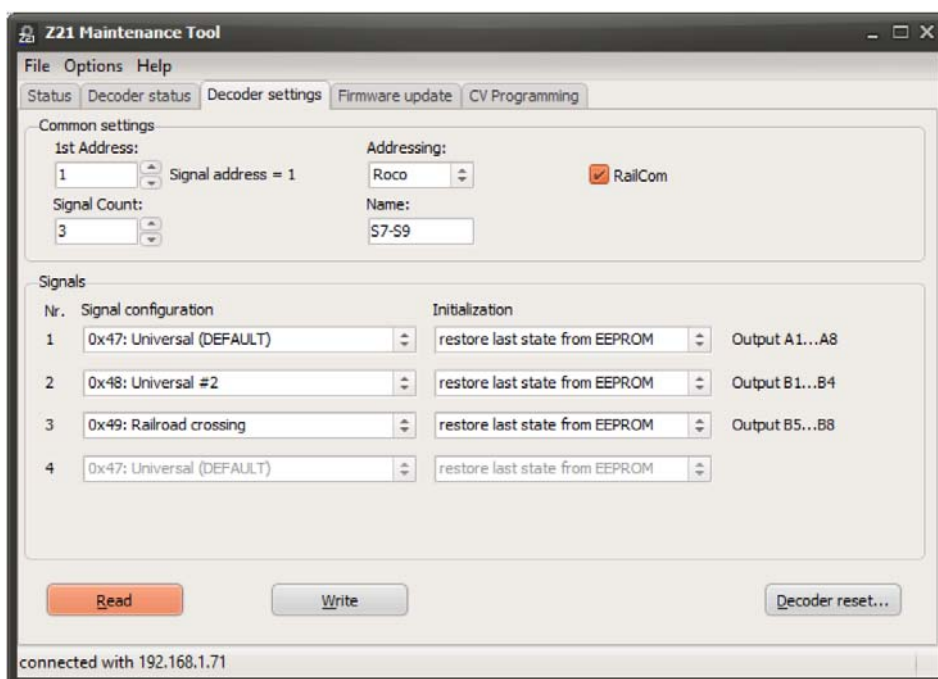 Z21 Maintenance Tool
File Options Help
Status Decoder status Decoder settings Firmware update CV Programming
Common settings
1st Address: Addressing:
1 Signal address = 1 Roco RailCom
Signal Count: Name:
3 S7-S9
Signals
Nr. Signal configuration Initialization
1 0x47: Universal (DEFAULT) restore last state from EEPROM Output A1...A8
2 0x48: Universal #2 restore last state from EEPROM Output B1...B4
3 0x49: Railroad crossing restore last state from EEPROM Output B5...B8
4 0x47: Universal (DEFAULT) restore last state from EEPROM
Read Write Decoder reset...
connected with 192.168.1.71